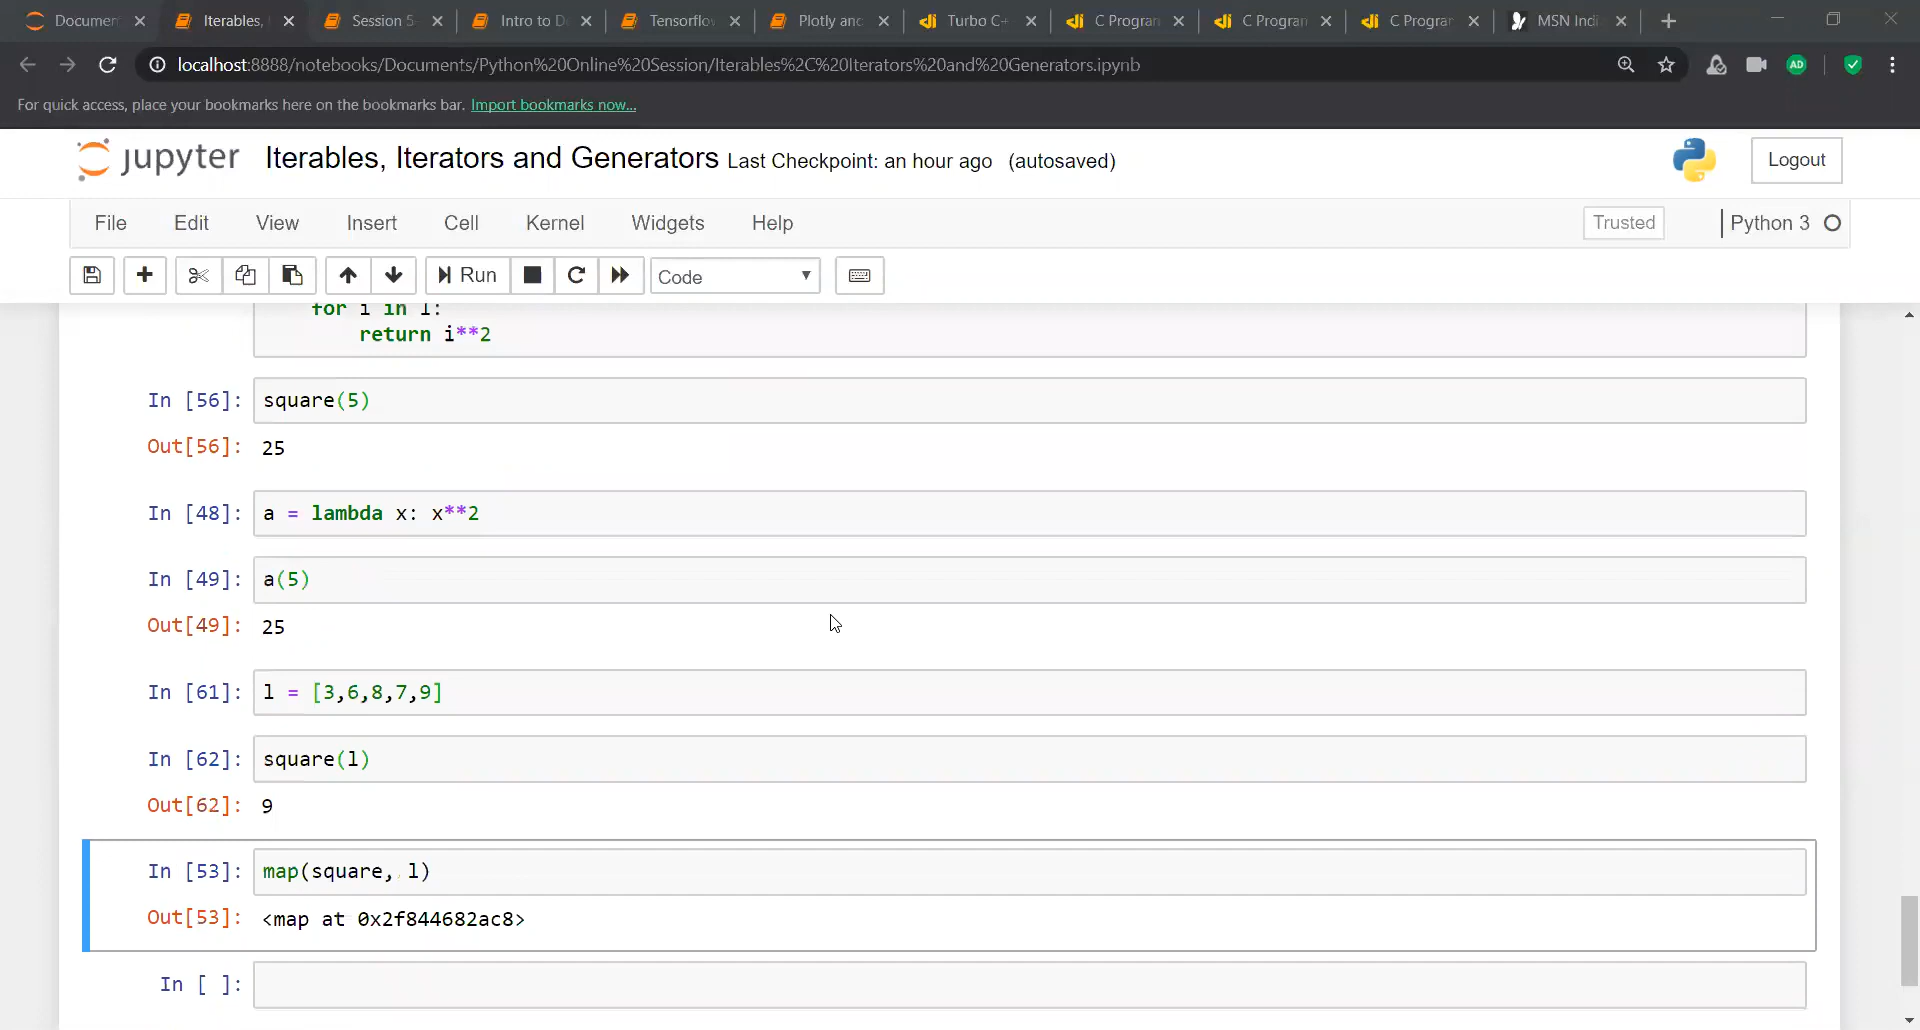 Documen
Iterables,
Session 5
Intro to D
Tensorflo
Plotly and
Turbo C+
C Program
C Program
C Program
MSN Indi
localhost:8888/notebooks/Documents/Python%20Online%20Session/Iterables%2C%20Iterators%20and%20Generators.ipynb
AD
For quick access, place your bookmarks here on the bookmarks bar. Import bookmarks now...
jupyter Iterables, Iterators and Generators Last Checkpoint: an hour ago (autosaved)
Logout
File Edit View Insert Cell Kernel Widgets Help
Trusted
Python 3
Run
Code
for i in l:
return i**2
In [56]: square(5)
Out[56]: 25
In [48]: a = lambda x: x**2
In [49]: a(5)
Out[49]: 25
In [61]: l = [3,6,8,7,9]
In [62]: square(l)
Out[62]: 9
In [53]: map(square, l)
Out[53]: <map at 0x2f844682ac8>
In [ ]: